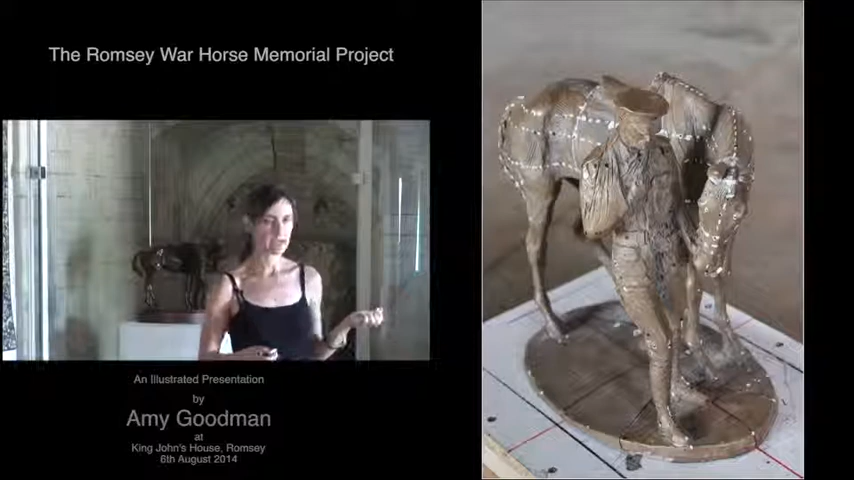 The Romsey War Horse Memorial Project
An Illustrated Presentation
by
Amy Goodman
at
King John's House, Romsey
6th August 2014